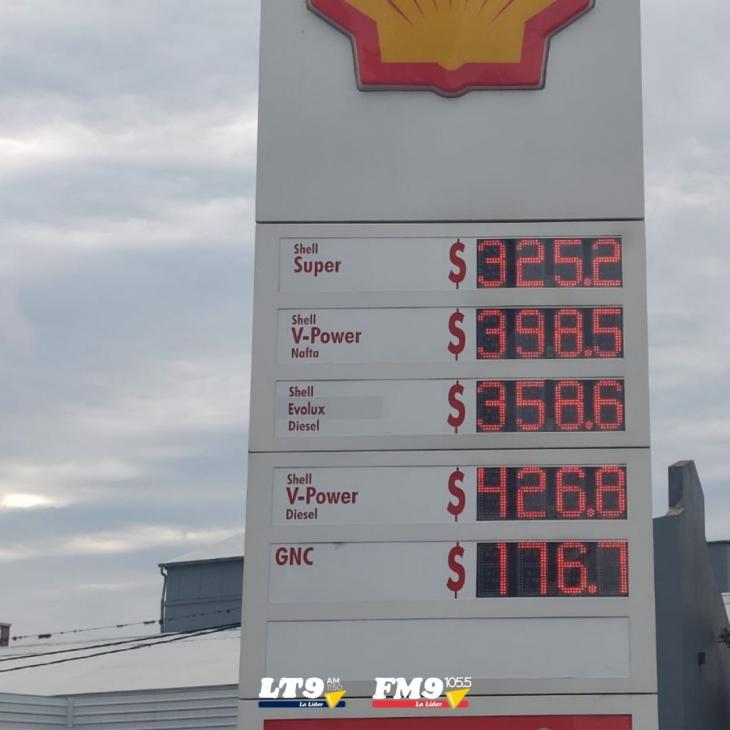 Shell
Super $ 325.2
Shell
V-Power
Nafta $ 398.5
Shell
Evolux
Diesel $ 358.6
Shell
V-Power
Diesel $ 426.8
GNC $ 176.7
LT9 AM 1150
La Líder
FM9 105.5
La Líder